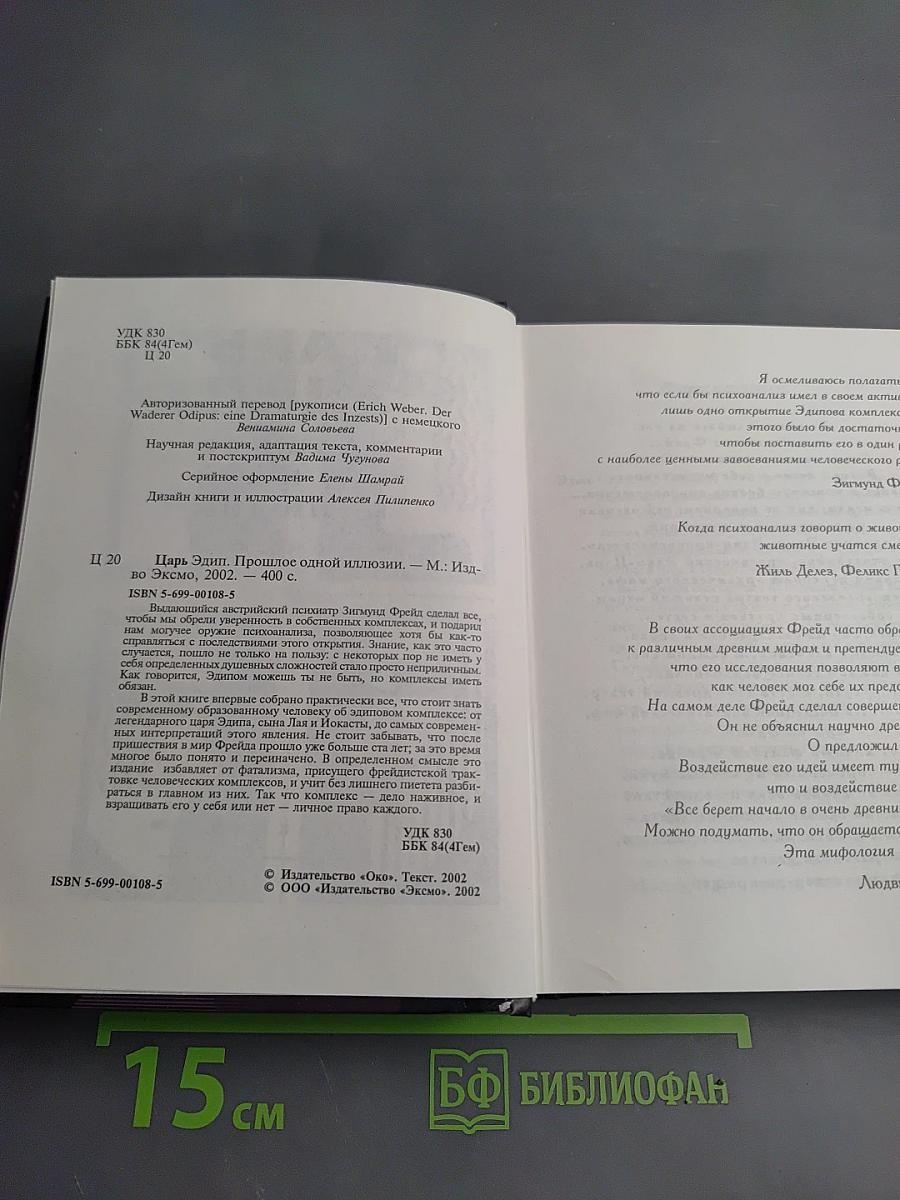 УДК 830
ББК 84(4Гем)
Ц 20
Авторизованный перевод [рукописи (Erich Weber. Der
Waderer Odipus: eine Dramaturgie des Inzests)] с немецкого
Вениамина Соловьева
Научная редакция, адаптация текста, комментарии
и постскриптум Вадима Чугунова
Серийное оформление Елены Шамрай
Дизайн книги и иллюстрации Алексея Пилипенко
Ц 20 Царь Эдип. Прошлое одной иллюзии. — М.: Изд-
во Эксмо, 2002. — 400 с.
ISBN 5-699-00108-5
Выдающийся австрийский психиатр Зигмунд Фрейд сделал все,
чтобы мы обрели уверенность в собственных комплексах, и подарил
нам могучее оружие психоанализа, позволяющее хотя бы как-то
справляться с последствиями этого открытия. Знание, как это часто
случается, пошло не только на пользу: с некоторых пор не иметь у
себя определенных душевных сложностей стало просто неприличным.
Как говорится, Эдипом можешь ты не быть, но комплексы иметь
обязан.
В этой книге впервые собрано практически все, что стоит знать
современному образованному человеку об эдиповом комплексе: от
легендарного царя Эдипа, сына Лая и Иокасты, до самых современ-
ных интерпретаций этого явления. Не стоит забывать, что после
пришествия в мир Фрейда прошло уже больше ста лет; за это время
многое было понято и переиначено. В определенном смысле это
издание избавляет от фатализма, присущего фрейдистской трак-
товке человеческих комплексов, и учит без лишнего пиетета разби-
раться в главном из них. Так что комплекс — дело наживное, и
взращивать его у себя или нет — личное право каждого.
УДК 830
ББК 84(4Гем)
© Издательство «Око». Текст. 2002
ISBN 5-699-00108-5 © ООО «Издательство «Эксмо». 2002
Я осмеливаюсь полагать
что если бы психоанализ имел в своем актив
лишь одно открытие Эдипова комплекс
этого было бы достаточн
чтобы поставить его в один р
с наиболее ценными завоеваниями человеческого р
Зигмунд Ф
Когда психоанализ говорит о живо
животные учатся сме
Жиль Делез, Феликс Г
В своих ассоциациях Фрейд часто обра
к различным древним мифам и претендуе
что его исследования позволяют в
как человек мог себе их предс
На самом деле Фрейд сделал совершен
Он не объяснил научно дре
О предложил
Воздействие его идей имеет ту
что и воздействие
«Все берет начало в очень древни
Можно подумать, что он обращаетс
Эта мифология
Людв
15 см
БФ БИБЛИОФАН